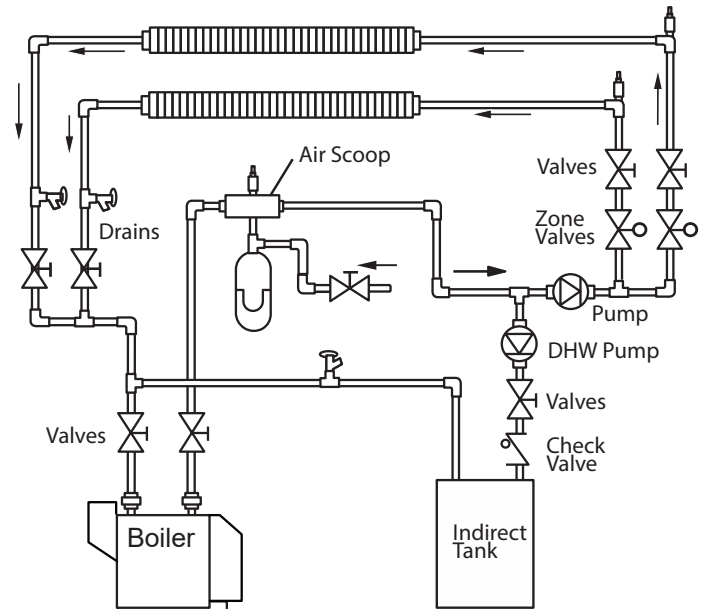 Air Scoop
Valves
Zone
Valves
Drains
Pump
DHW Pump
Valves
Valves
Check
Valve
Boiler
Indirect
Tank